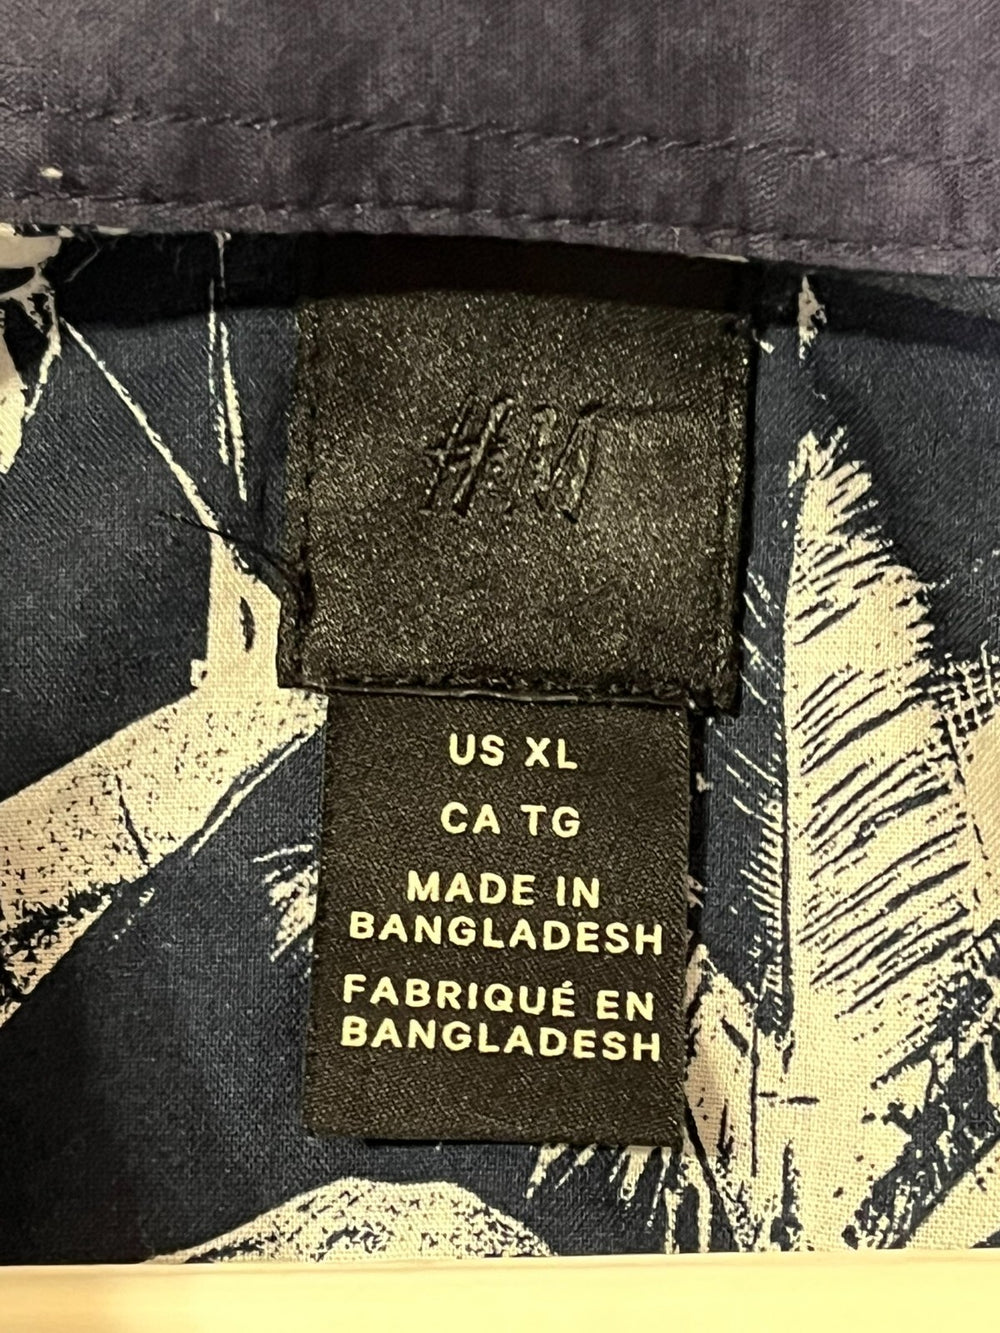 H&M
US XL
CA TG
MADE IN
BANGLADESH
FABRIQUÉ EN
BANGLADESH